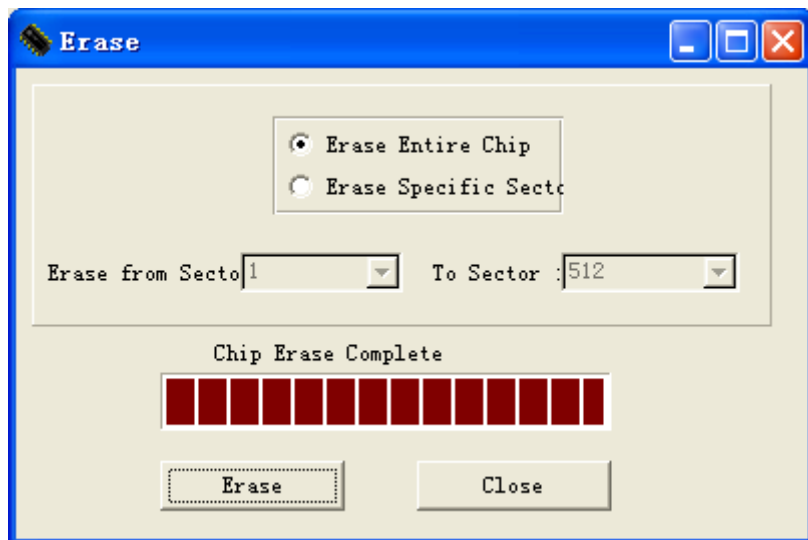 Erase
Erase Entire Chip
Erase Specific Secto
Erase from Secto 1 To Sector : 512
Chip Erase Complete
Erase Close